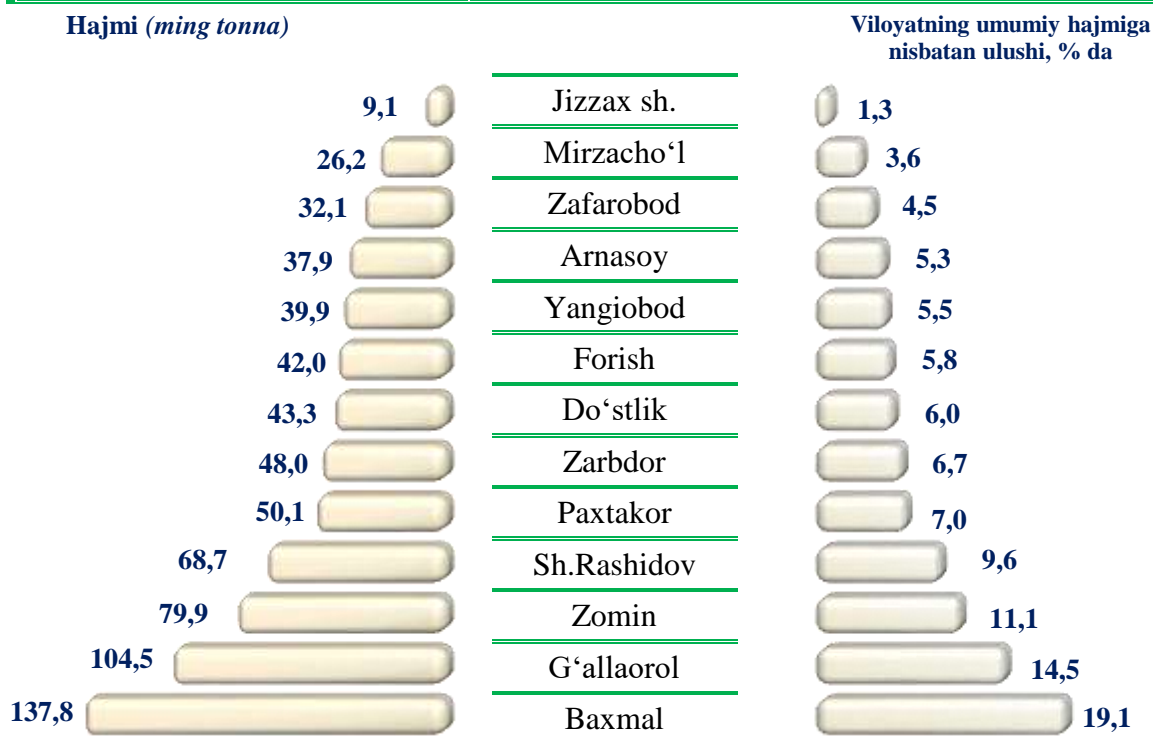 Hajmi (ming tonna)
Viloyatning umumiy hajmiga
nisbatan ulushi, % da
9,1 Jizzax sh. 1,3
26,2 Mirzacho‘l 3,6
32,1 Zafarobod 4,5
37,9 Arnasoy 5,3
39,9 Yangiobod 5,5
42,0 Forish 5,8
43,3 Do‘stlik 6,0
48,0 Zarbdor 6,7
50,1 Paxtakor 7,0
68,7 Sh.Rashidov 9,6
79,9 Zomin 11,1
104,5 G‘allaorol 14,5
137,8 Baxmal 19,1